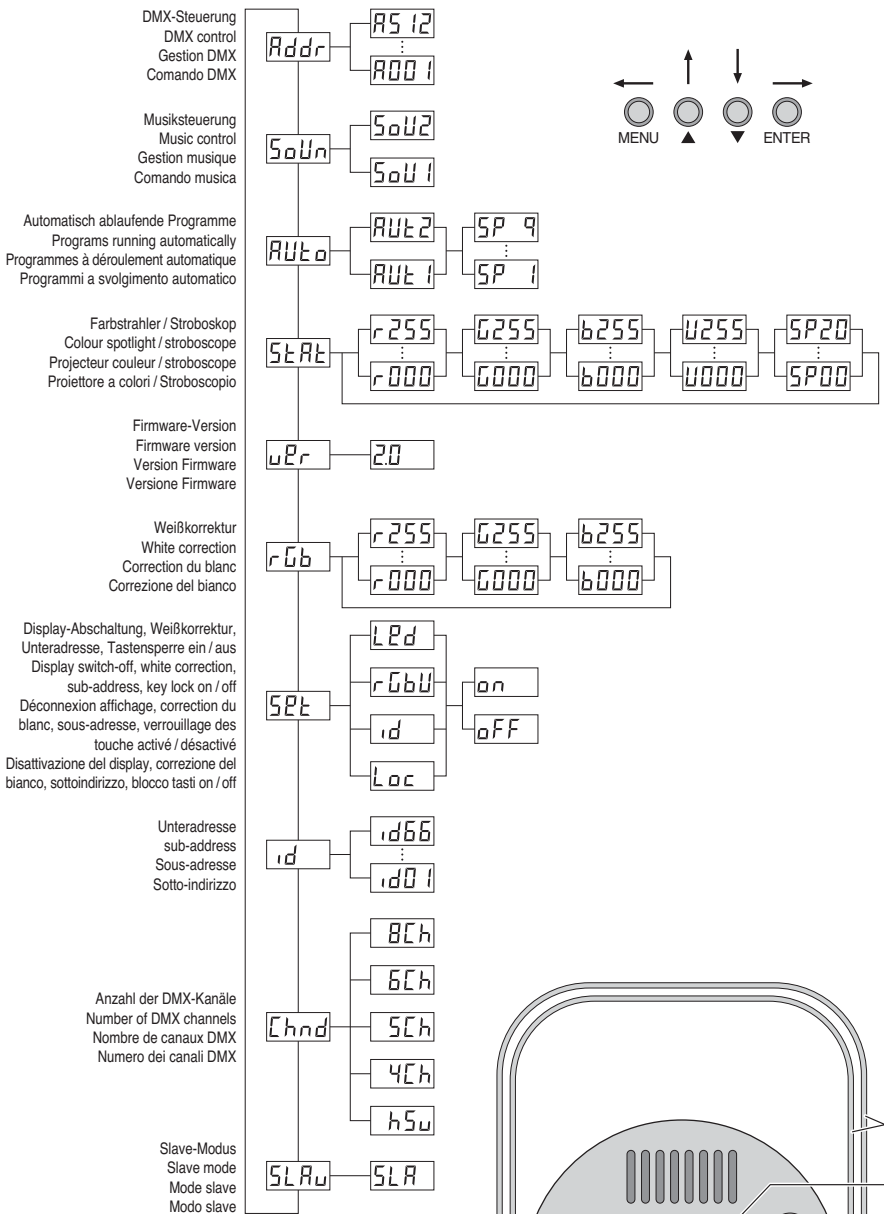 DMX-Steuerung
DMX control
Gestion DMX
Comando DMX
Addr
A512
A001
MENU ▲ ▼ ENTER
Musiksteuerung
Music control
Gestion musique
Comando musica
SoUn
SoU2
SoU1
Automatisch ablaufende Programme
Programs running automatically
Programmes à déroulement automatique
Programmi a svolgimento automatico
AUto
AUt2 SP 9
AUt1 SP 1
Farbstrahler / Stroboskop
Colour spotlight / stroboscope
Projecteur couleur / stroboscope
Proiettore a colori / Stroboscopio
StAt
r255 G255 b255 U255 SP20
r000 G000 b000 U000 SP00
Firmware-Version
Firmware version
Version Firmware
Versione Firmware
vEr 2.0
Weißkorrektur
White correction
Correction du blanc
Correzione del bianco
rGb
r255 G255 b255
r000 G000 b000
Display-Abschaltung, Weißkorrektur,
Unteradresse, Tastensperre ein / aus
Display switch-off, white correction,
sub-address, key lock on / off
Déconnexion affichage, correction du
blanc, sous-adresse, verrouillage des
touche activé / désactivé
Disattivazione del display, correzione del
bianco, sottoindirizzo, blocco tasti on / off
SEt
LEd
rGbU
id
Loc
on
oFF
Unteradresse
sub-address
Sous-adresse
Sotto-indirizzo
id
id66
id01
Anzahl der DMX-Kanäle
Number of DMX channels
Nombre de canaux DMX
Numero dei canali DMX
Chnd
8Ch
6Ch
5Ch
4Ch
hSv
Slave-Modus
Slave mode
Mode slave
Modo slave
SLAv SLA